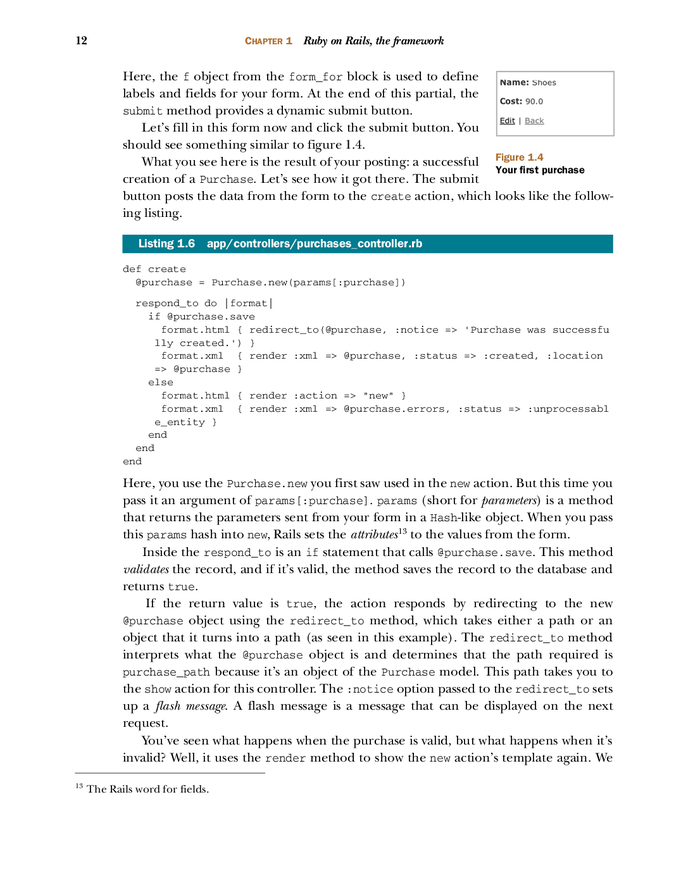 12
CHAPTER 1 Ruby on Rails, the framework
Here, the f object from the form_for block is used to define
labels and fields for your form. At the end of this partial, the
submit method provides a dynamic submit button.
Let's fill in this form now and click the submit button. You
should see something similar to figure 1.4.
What you see here is the result of your posting: a successful
creation of a Purchase. Let's see how it got there. The submit
button posts the data from the form to the create action, which looks like the follow-
ing listing.
Name: Shoes
Cost: 90.0
Edit | Back
Figure 1.4
Your first purchase
Listing 1.6 app/controllers/purchases_controller.rb
def create
  @purchase = Purchase.new(params[:purchase])
  respond_to do |format|
    if @purchase.save
      format.html { redirect_to(@purchase, :notice => 'Purchase was successfu
     lly created.') }
      format.xml  { render :xml => @purchase, :status => :created, :location
     => @purchase }
    else
      format.html { render :action => "new" }
      format.xml  { render :xml => @purchase.errors, :status => :unprocessabl
     e_entity }
    end
  end
end
Here, you use the Purchase.new you first saw used in the new action. But this time you
pass it an argument of params[:purchase]. params (short for parameters) is a method
that returns the parameters sent from your form in a Hash-like object. When you pass
this params hash into new, Rails sets the attributes13 to the values from the form.
Inside the respond_to is an if statement that calls @purchase.save. This method
validates the record, and if it's valid, the method saves the record to the database and
returns true.
If the return value is true, the action responds by redirecting to the new
@purchase object using the redirect_to method, which takes either a path or an
object that it turns into a path (as seen in this example). The redirect_to method
interprets what the @purchase object is and determines that the path required is
purchase_path because it's an object of the Purchase model. This path takes you to
the show action for this controller. The :notice option passed to the redirect_to sets
up a flash message. A flash message is a message that can be displayed on the next
request.
You've seen what happens when the purchase is valid, but what happens when it's
invalid? Well, it uses the render method to show the new action's template again. We
13 The Rails word for fields.